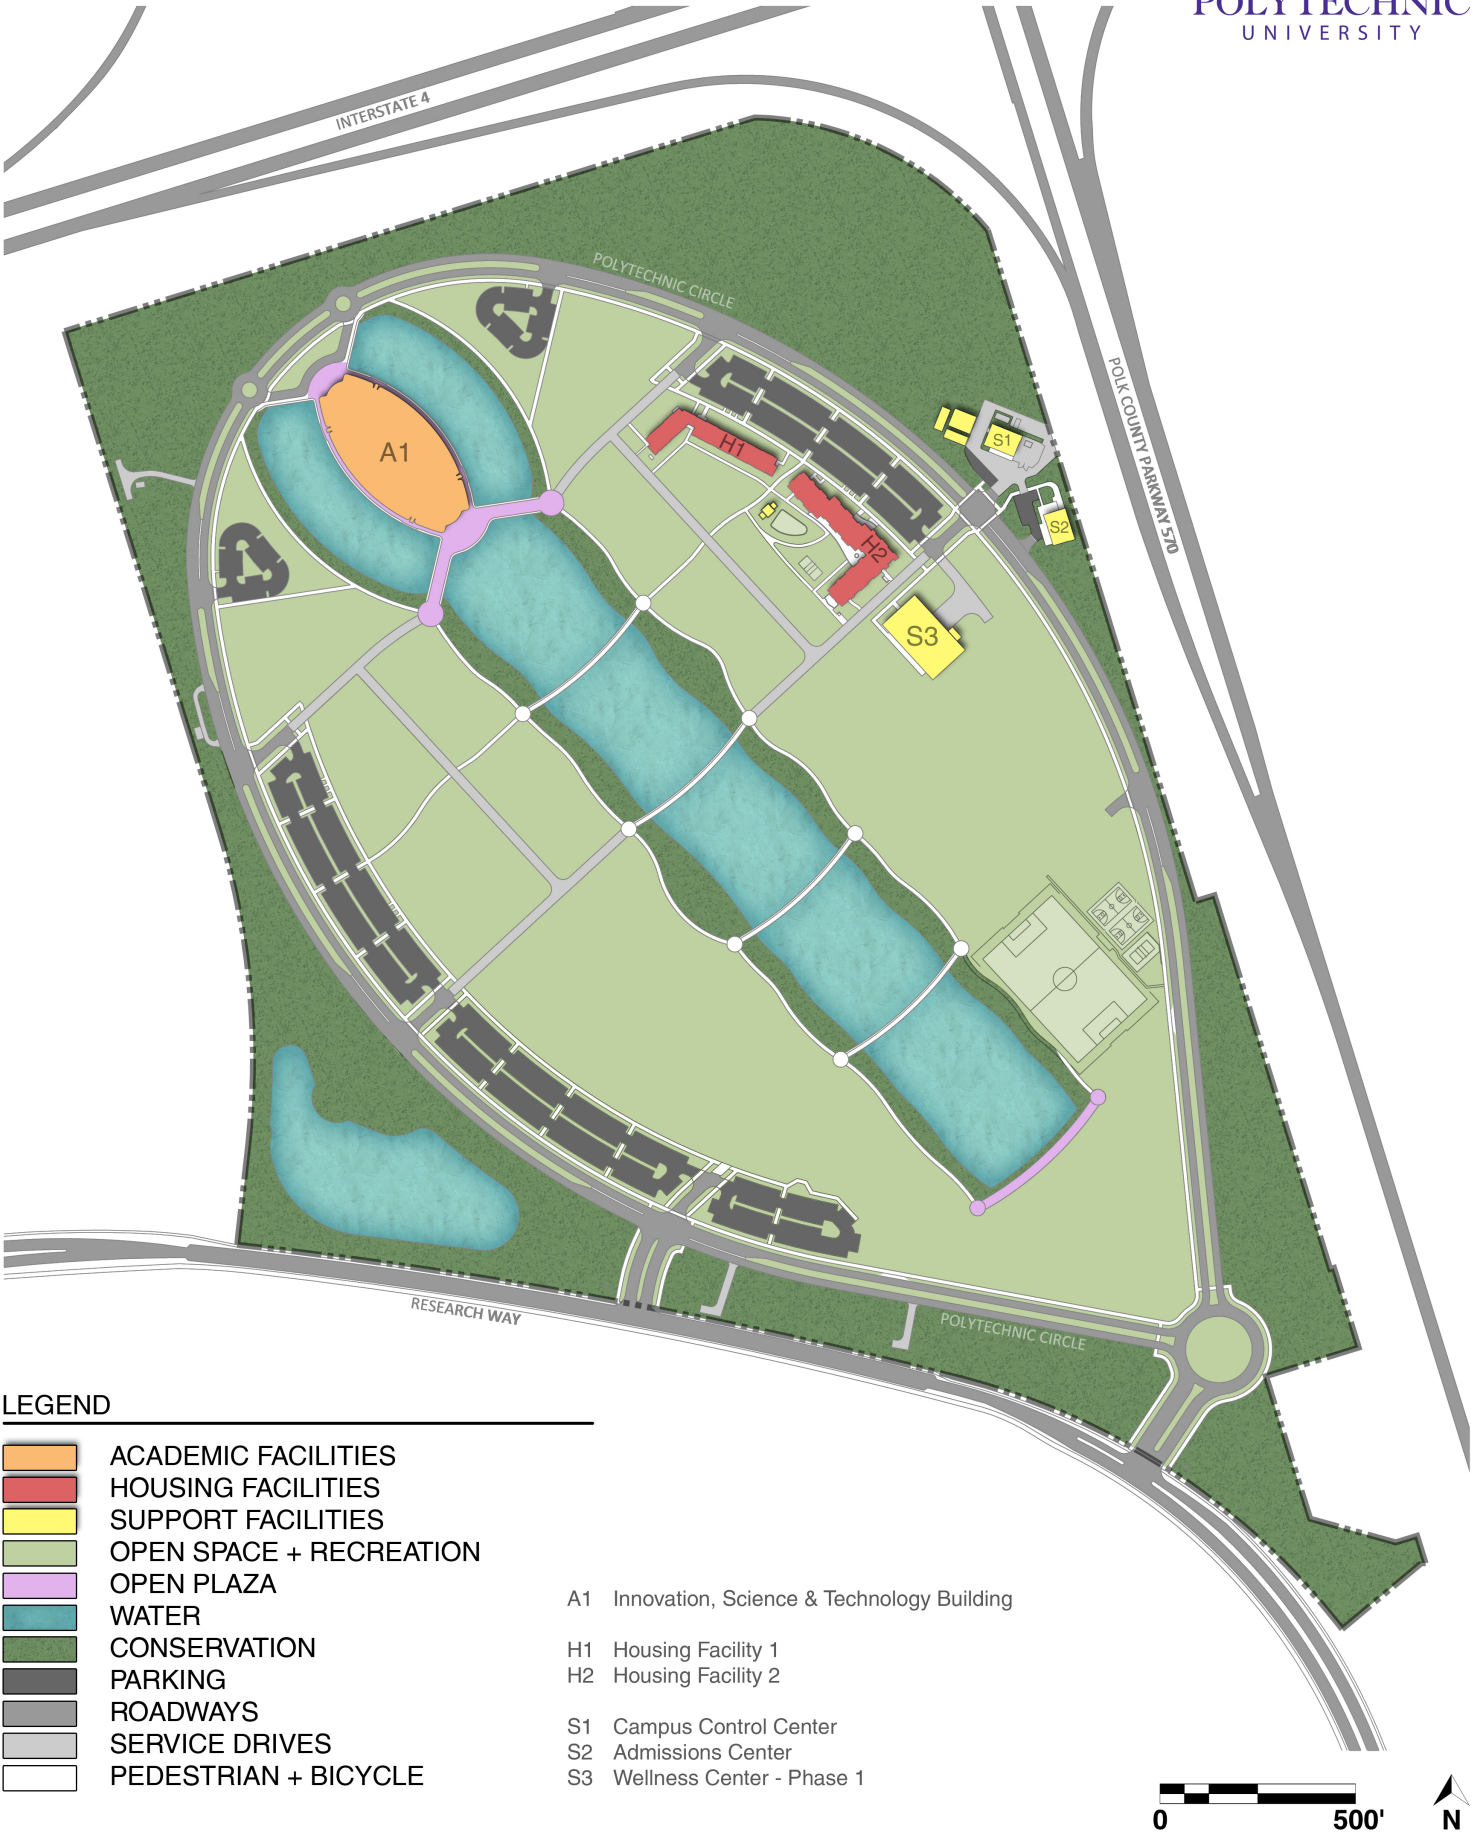 POLYTECHNIC
UNIVERSITY
INTERSTATE 4
POLYTECHNIC CIRCLE
POLK COUNTY PARKWAY 570
A1
H1
S1
S2
H2
S3
RESEARCH WAY
POLYTECHNIC CIRCLE
LEGEND
ACADEMIC FACILITIES
HOUSING FACILITIES
SUPPORT FACILITIES
OPEN SPACE + RECREATION
OPEN PLAZA
WATER
CONSERVATION
PARKING
ROADWAYS
SERVICE DRIVES
PEDESTRIAN + BICYCLE
A1 Innovation, Science & Technology Building
H1 Housing Facility 1
H2 Housing Facility 2
S1 Campus Control Center
S2 Admissions Center
S3 Wellness Center - Phase 1
0 500' N